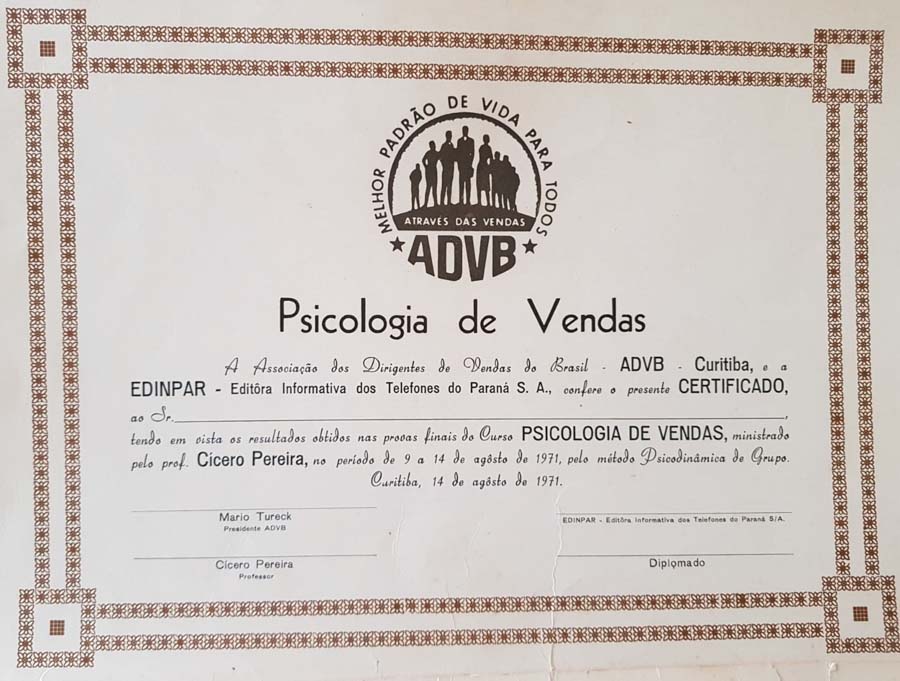 MELHOR PADRÃO DE VIDA PARA TODOS
ATRAVÉS DAS VENDAS
ADVB
Psicologia de Vendas
A Associação dos Dirigentes de Vendas do Brasil - ADVB - Curitiba, e a
EDINPAR - Editôra Informativa dos Telefones do Paraná S. A., confere o presente CERTIFICADO,
ao Sr.
tendo em vista os resultados obtidos nas provas finais do Curso PSICOLOGIA DE VENDAS, ministrado
pelo prof. Cícero Pereira, no período de 9 a 14 de agôsto de 1971, pelo método Psicodinâmica de Grupo.
Curitiba, 14 de agôsto de 1971.
Mario Tureck
Presidente ADVB
EDINPAR - Editôra Informativa dos Telefones do Paraná S/A.
Cícero Pereira
Professor
Diplomado